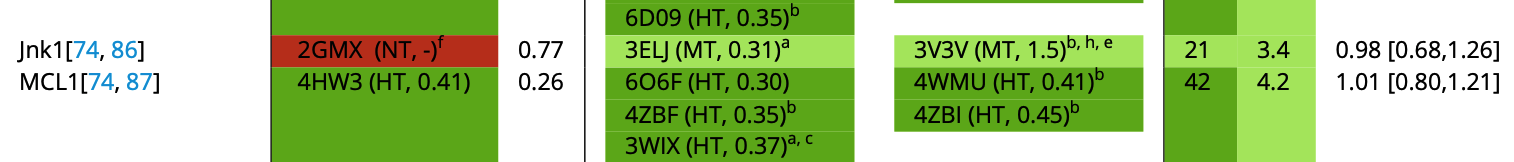 6D09 (HT, 0.35)b
Jnk1[74, 86] 2GMX (NT, -)f 0.77 3ELJ (MT, 0.31)a 3V3V (MT, 1.5)b, h, e 21 3.4 0.98 [0.68,1.26]
MCL1[74, 87] 4HW3 (HT, 0.41) 0.26 6O6F (HT, 0.30) 4WMU (HT, 0.41)b 42 4.2 1.01 [0.80,1.21]
4ZBF (HT, 0.35)b 4ZBI (HT, 0.45)b
3WIX (HT, 0.37)a, c